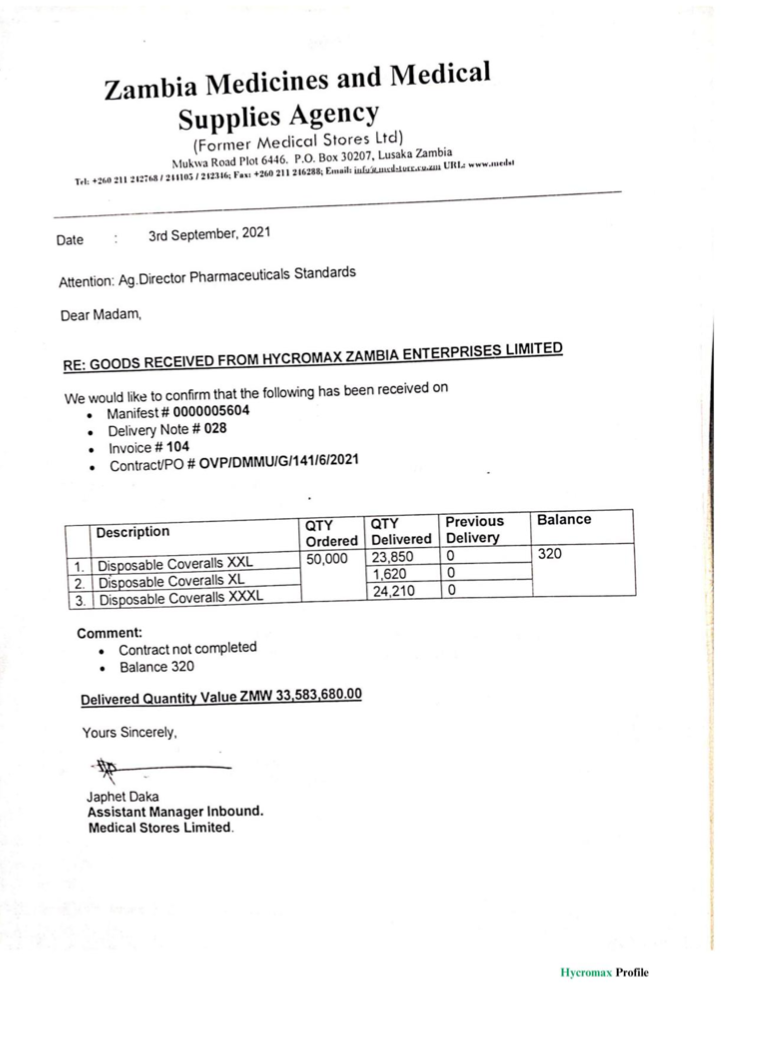 Zambia Medicines and Medical
Supplies Agency
(Former Medical Stores Ltd)
Mukwa Road Plot 6446. P.O. Box 30207, Lusaka Zambia
Tel: +260 211 212768 / 211103 / 212346; Fax: +260 211 216288; Email: URL: www.medst
Date : 3rd September, 2021
Attention: Ag.Director Pharmaceuticals Standards
Dear Madam,
RE: GOODS RECEIVED FROM HYCROMAX ZAMBIA ENTERPRISES LIMITED
We would like to confirm that the following has been received on
• Manifest # 0000005604
• Delivery Note # 028
• Invoice # 104
• Contract/PO # OVP/DMMU/G/141/6/2021
Description QTY Ordered QTY Delivered Previous Delivery Balance
1. Disposable Coveralls XXL 50,000 23,850 0 320
2. Disposable Coveralls XL 1,620 0
3. Disposable Coveralls XXXL 24,210 0
Comment:
• Contract not completed
• Balance 320
Delivered Quantity Value ZMW 33,583,680.00
Yours Sincerely,
Japhet Daka
Assistant Manager Inbound.
Medical Stores Limited.
Hycromax Profile